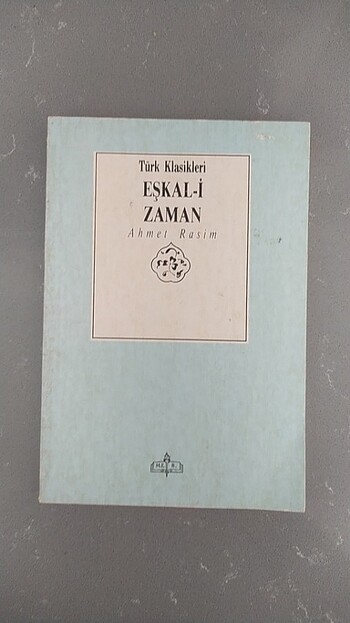 Türk Klasikleri
EŞKAL-İ
ZAMAN
Ahmet Rasim
M.E. B.